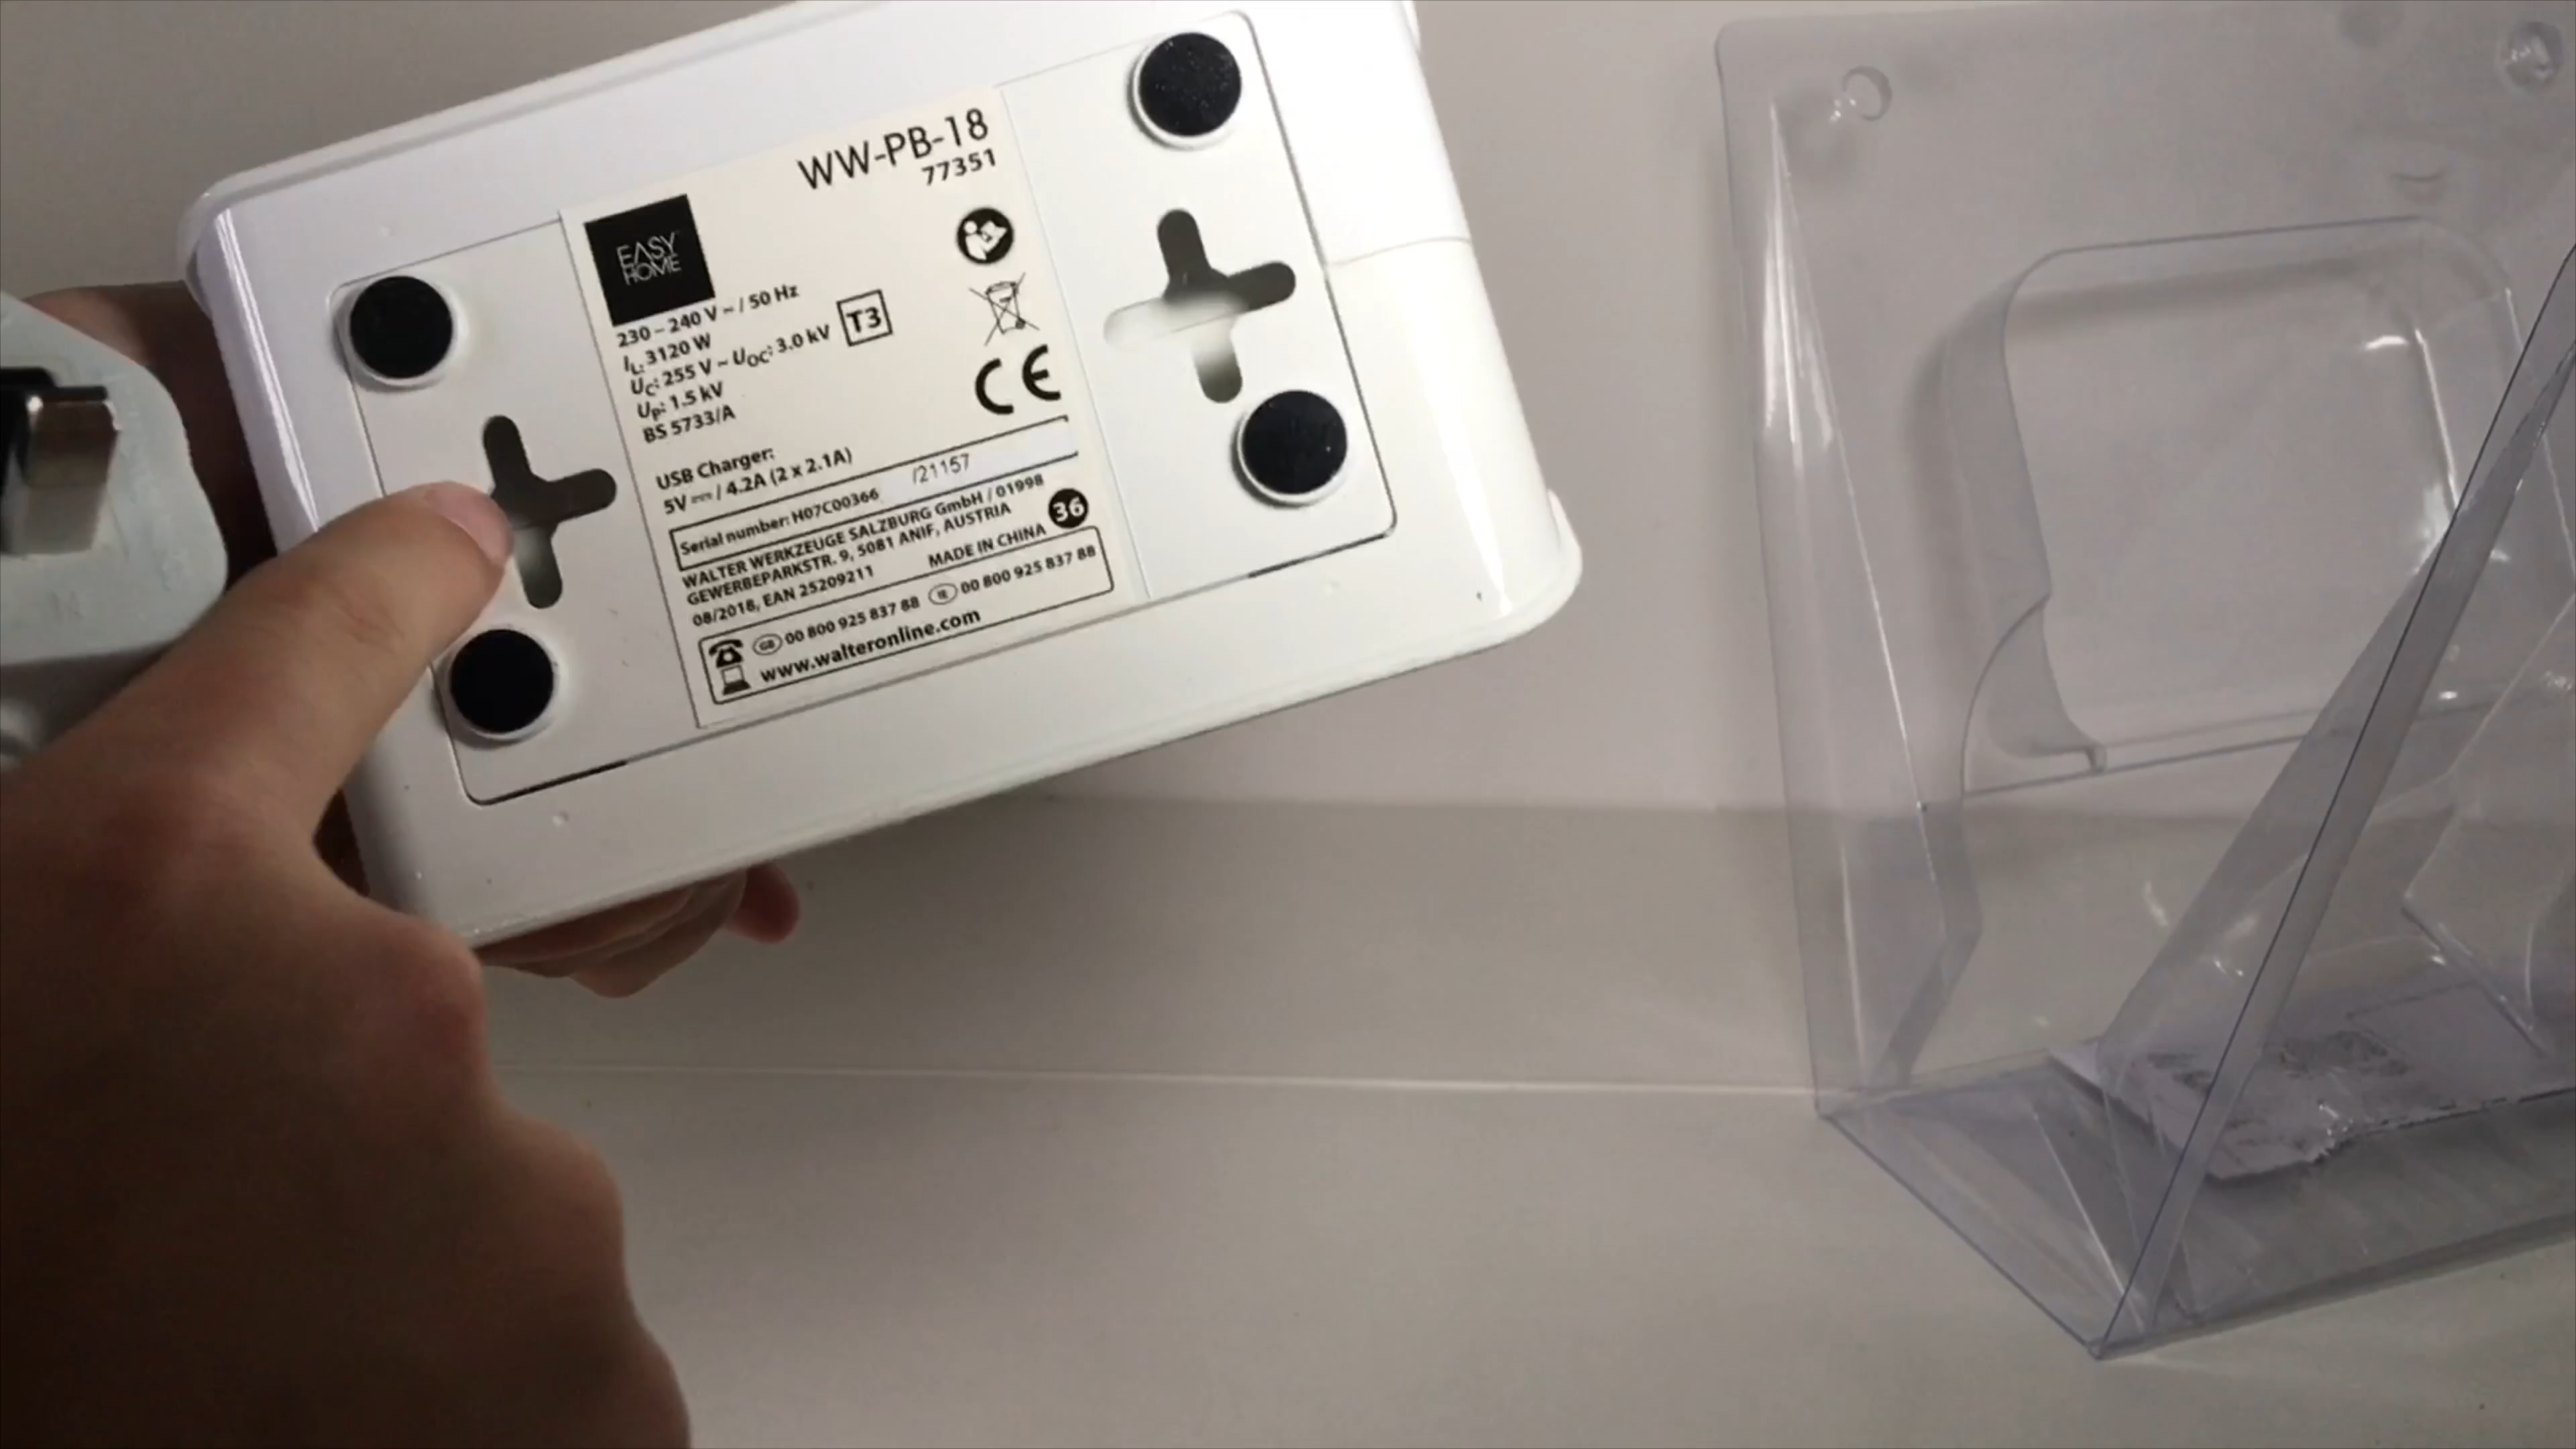 WW-PB-18
77351
EASY
HOME
230 – 240 V ~ / 50 Hz
IL: 3120 W
UC: 255 V ~ UOC: 3.0 kV
T3
UP: 1.5 kV
BS 5733/A
CE
USB Charger:
5V ⎓ / 4.2A (2 x 2.1A)
Serial number: H07C00366 /21157
WALTER WERKZEUGE SALZBURG GmbH / 01998
GEWERBEPARKSTR. 9, 5081 ANIF, AUSTRIA
08/2018, EAN 25209211 MADE IN CHINA
36
GB 00 800 925 837 88 IE 00 800 925 837 88
www.walteronline.com